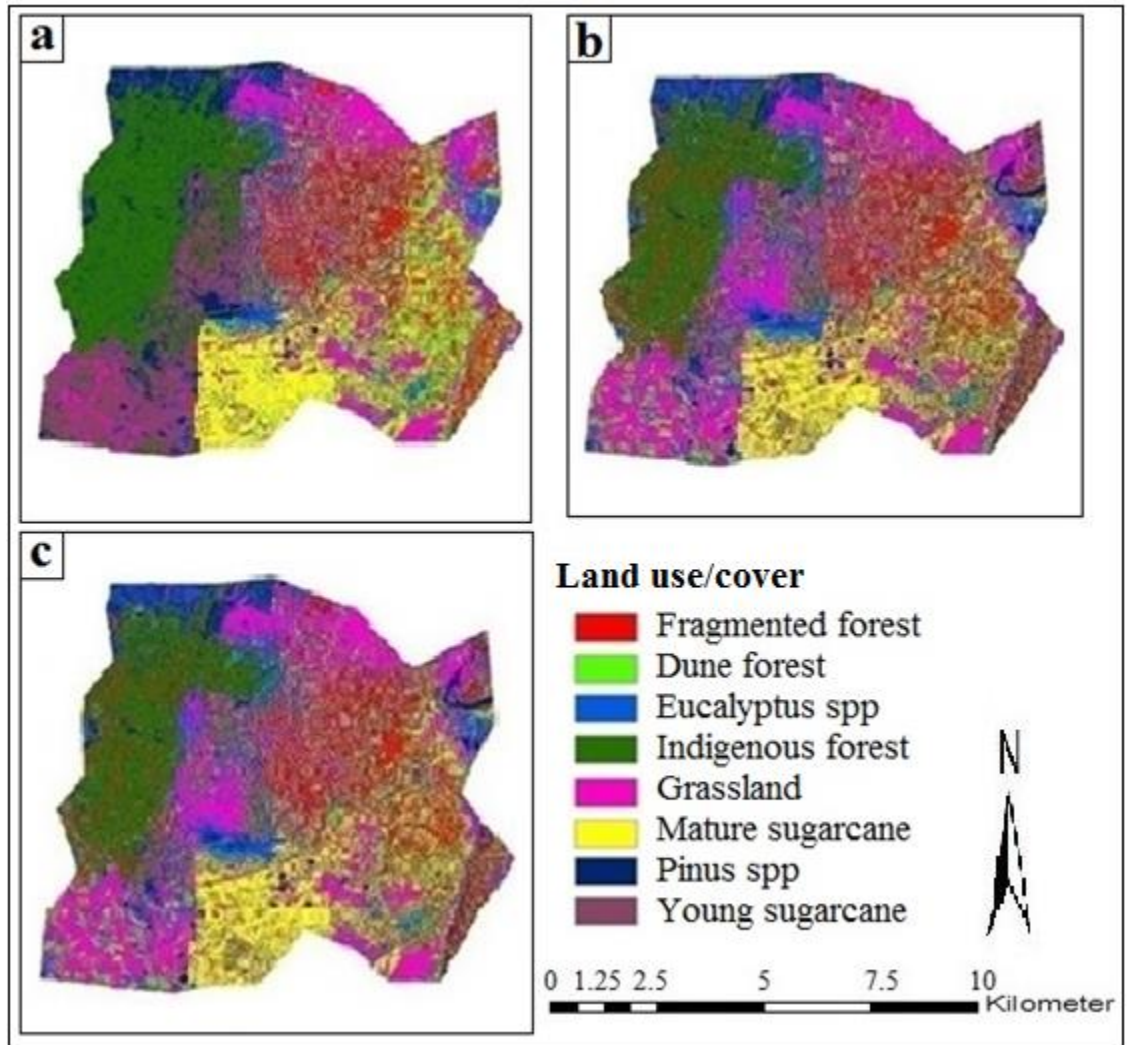 a
b
c
Land use/cover
Fragmented forest
Dune forest
Eucalyptus spp
Indigenous forest
Grassland
Mature sugarcane
Pinus spp
Young sugarcane
N
0 1.25 2.5 5 7.5 10
Kilometer